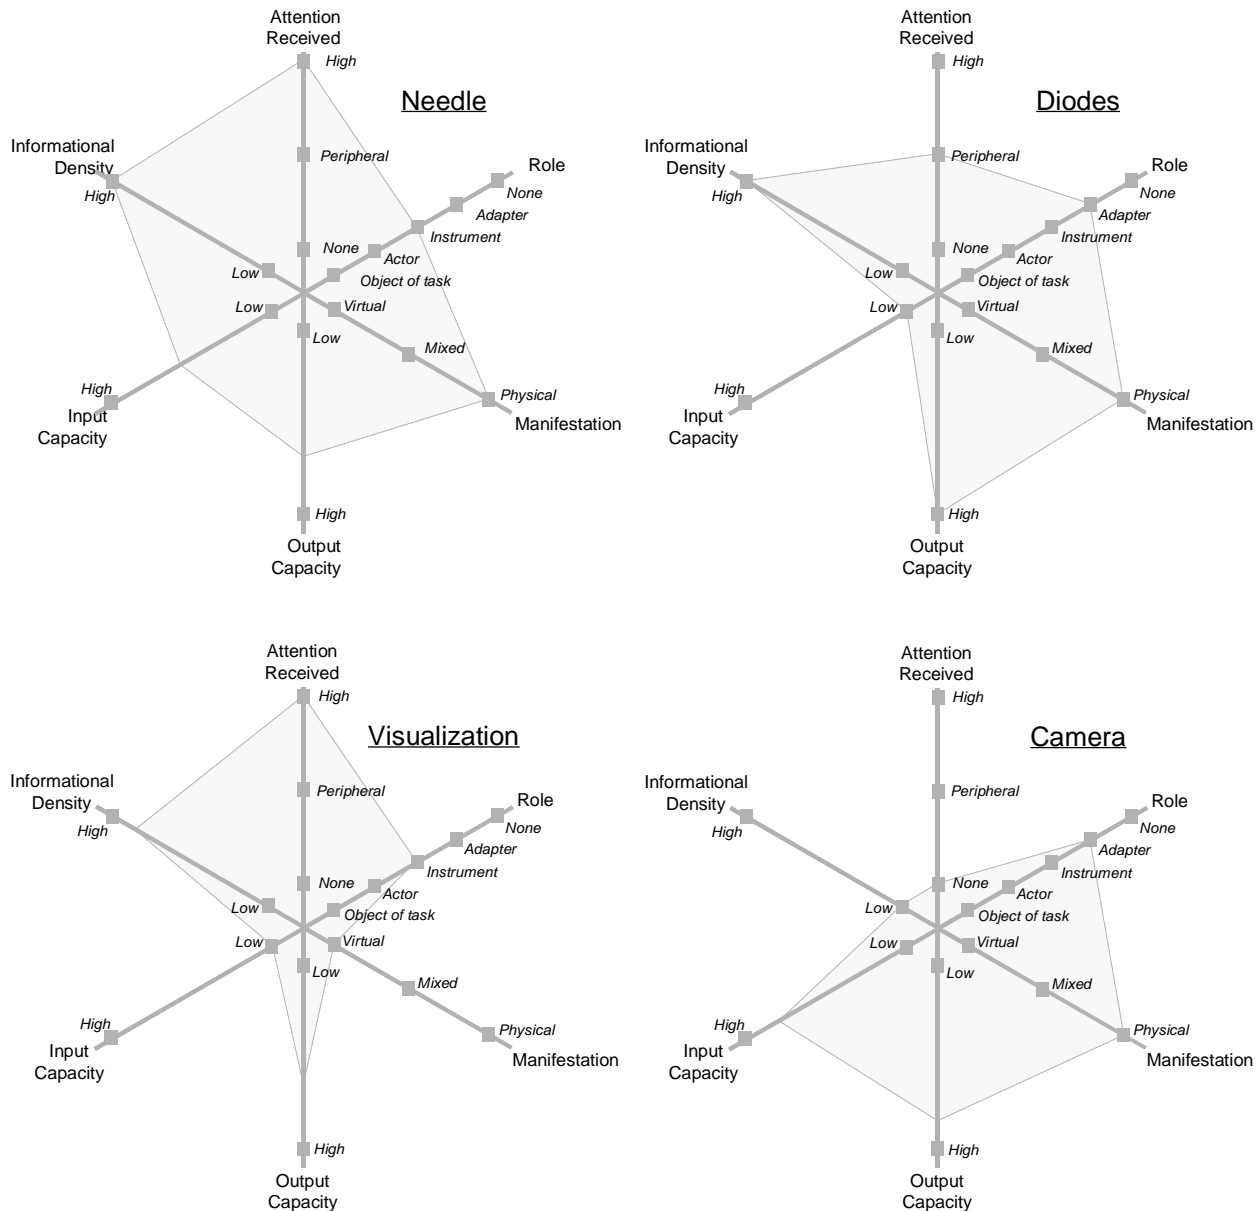 Attention
Received
High
Needle
Peripheral
Informational
Density
High
Role
None
Adapter
Instrument
None
Actor
Low
Object of task
Low
Virtual
Low
Mixed
High
Physical
Input
Capacity
Manifestation
High
Output
Capacity
Attention
Received
High
Diodes
Peripheral
Informational
Density
High
Role
None
Adapter
Instrument
None
Actor
Low
Object of task
Low
Virtual
Low
Mixed
High
Physical
Input
Capacity
Manifestation
High
Output
Capacity
Attention
Received
High
Visualization
Peripheral
Informational
Density
High
Role
None
Adapter
Instrument
None
Actor
Low
Object of task
Low
Virtual
Low
Mixed
High
Physical
Input
Capacity
Manifestation
High
Output
Capacity
Attention
Received
High
Camera
Peripheral
Informational
Density
High
Role
None
Adapter
Instrument
None
Actor
Low
Object of task
Low
Virtual
Low
Mixed
High
Physical
Input
Capacity
Manifestation
High
Output
Capacity